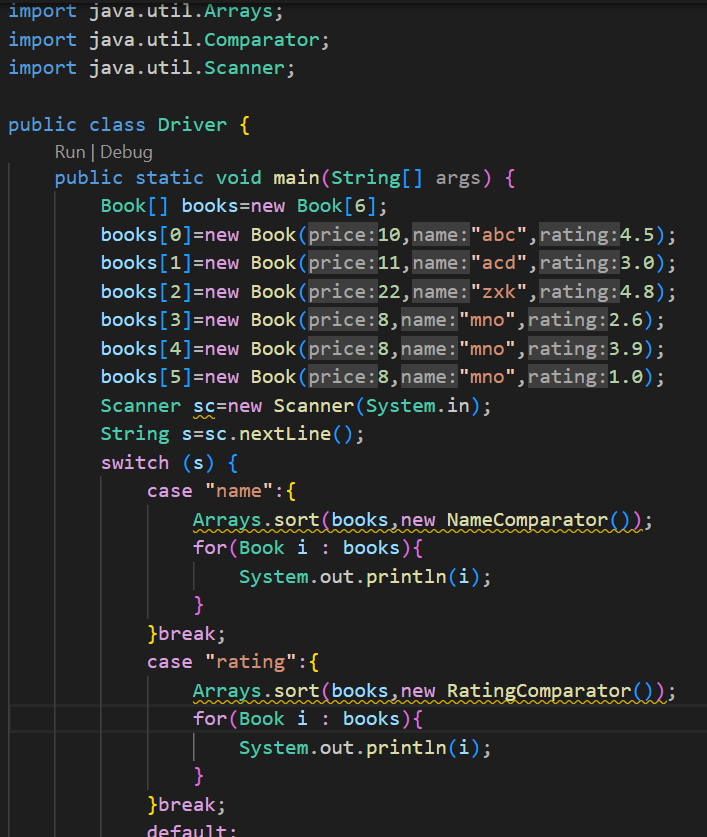 import java.util.Arrays;
import java.util.Comparator;
import java.util.Scanner;
public class Driver {
Run | Debug
public static void main(String[] args) {
Book[] books=new Book[6];
books[0]=new Book(price:10,name:"abc",rating:4.5);
books[1]=new Book(price:11,name:"acd",rating:3.0);
books[2]=new Book(price:22,name:"zxk",rating:4.8);
books[3]=new Book(price:8,name:"mno",rating:2.6);
books[4]=new Book(price:8,name:"mno",rating:3.9);
books[5]=new Book(price:8,name:"mno",rating:1.0);
Scanner sc=new Scanner(System.in);
String s=sc.nextLine();
switch (s) {
case "name":{
Arrays.sort(books,new NameComparator());
for(Book i : books){
System.out.println(i);
}
}break;
case "rating":{
Arrays.sort(books,new RatingComparator());
for(Book i : books){
System.out.println(i);
}
}break;
default: